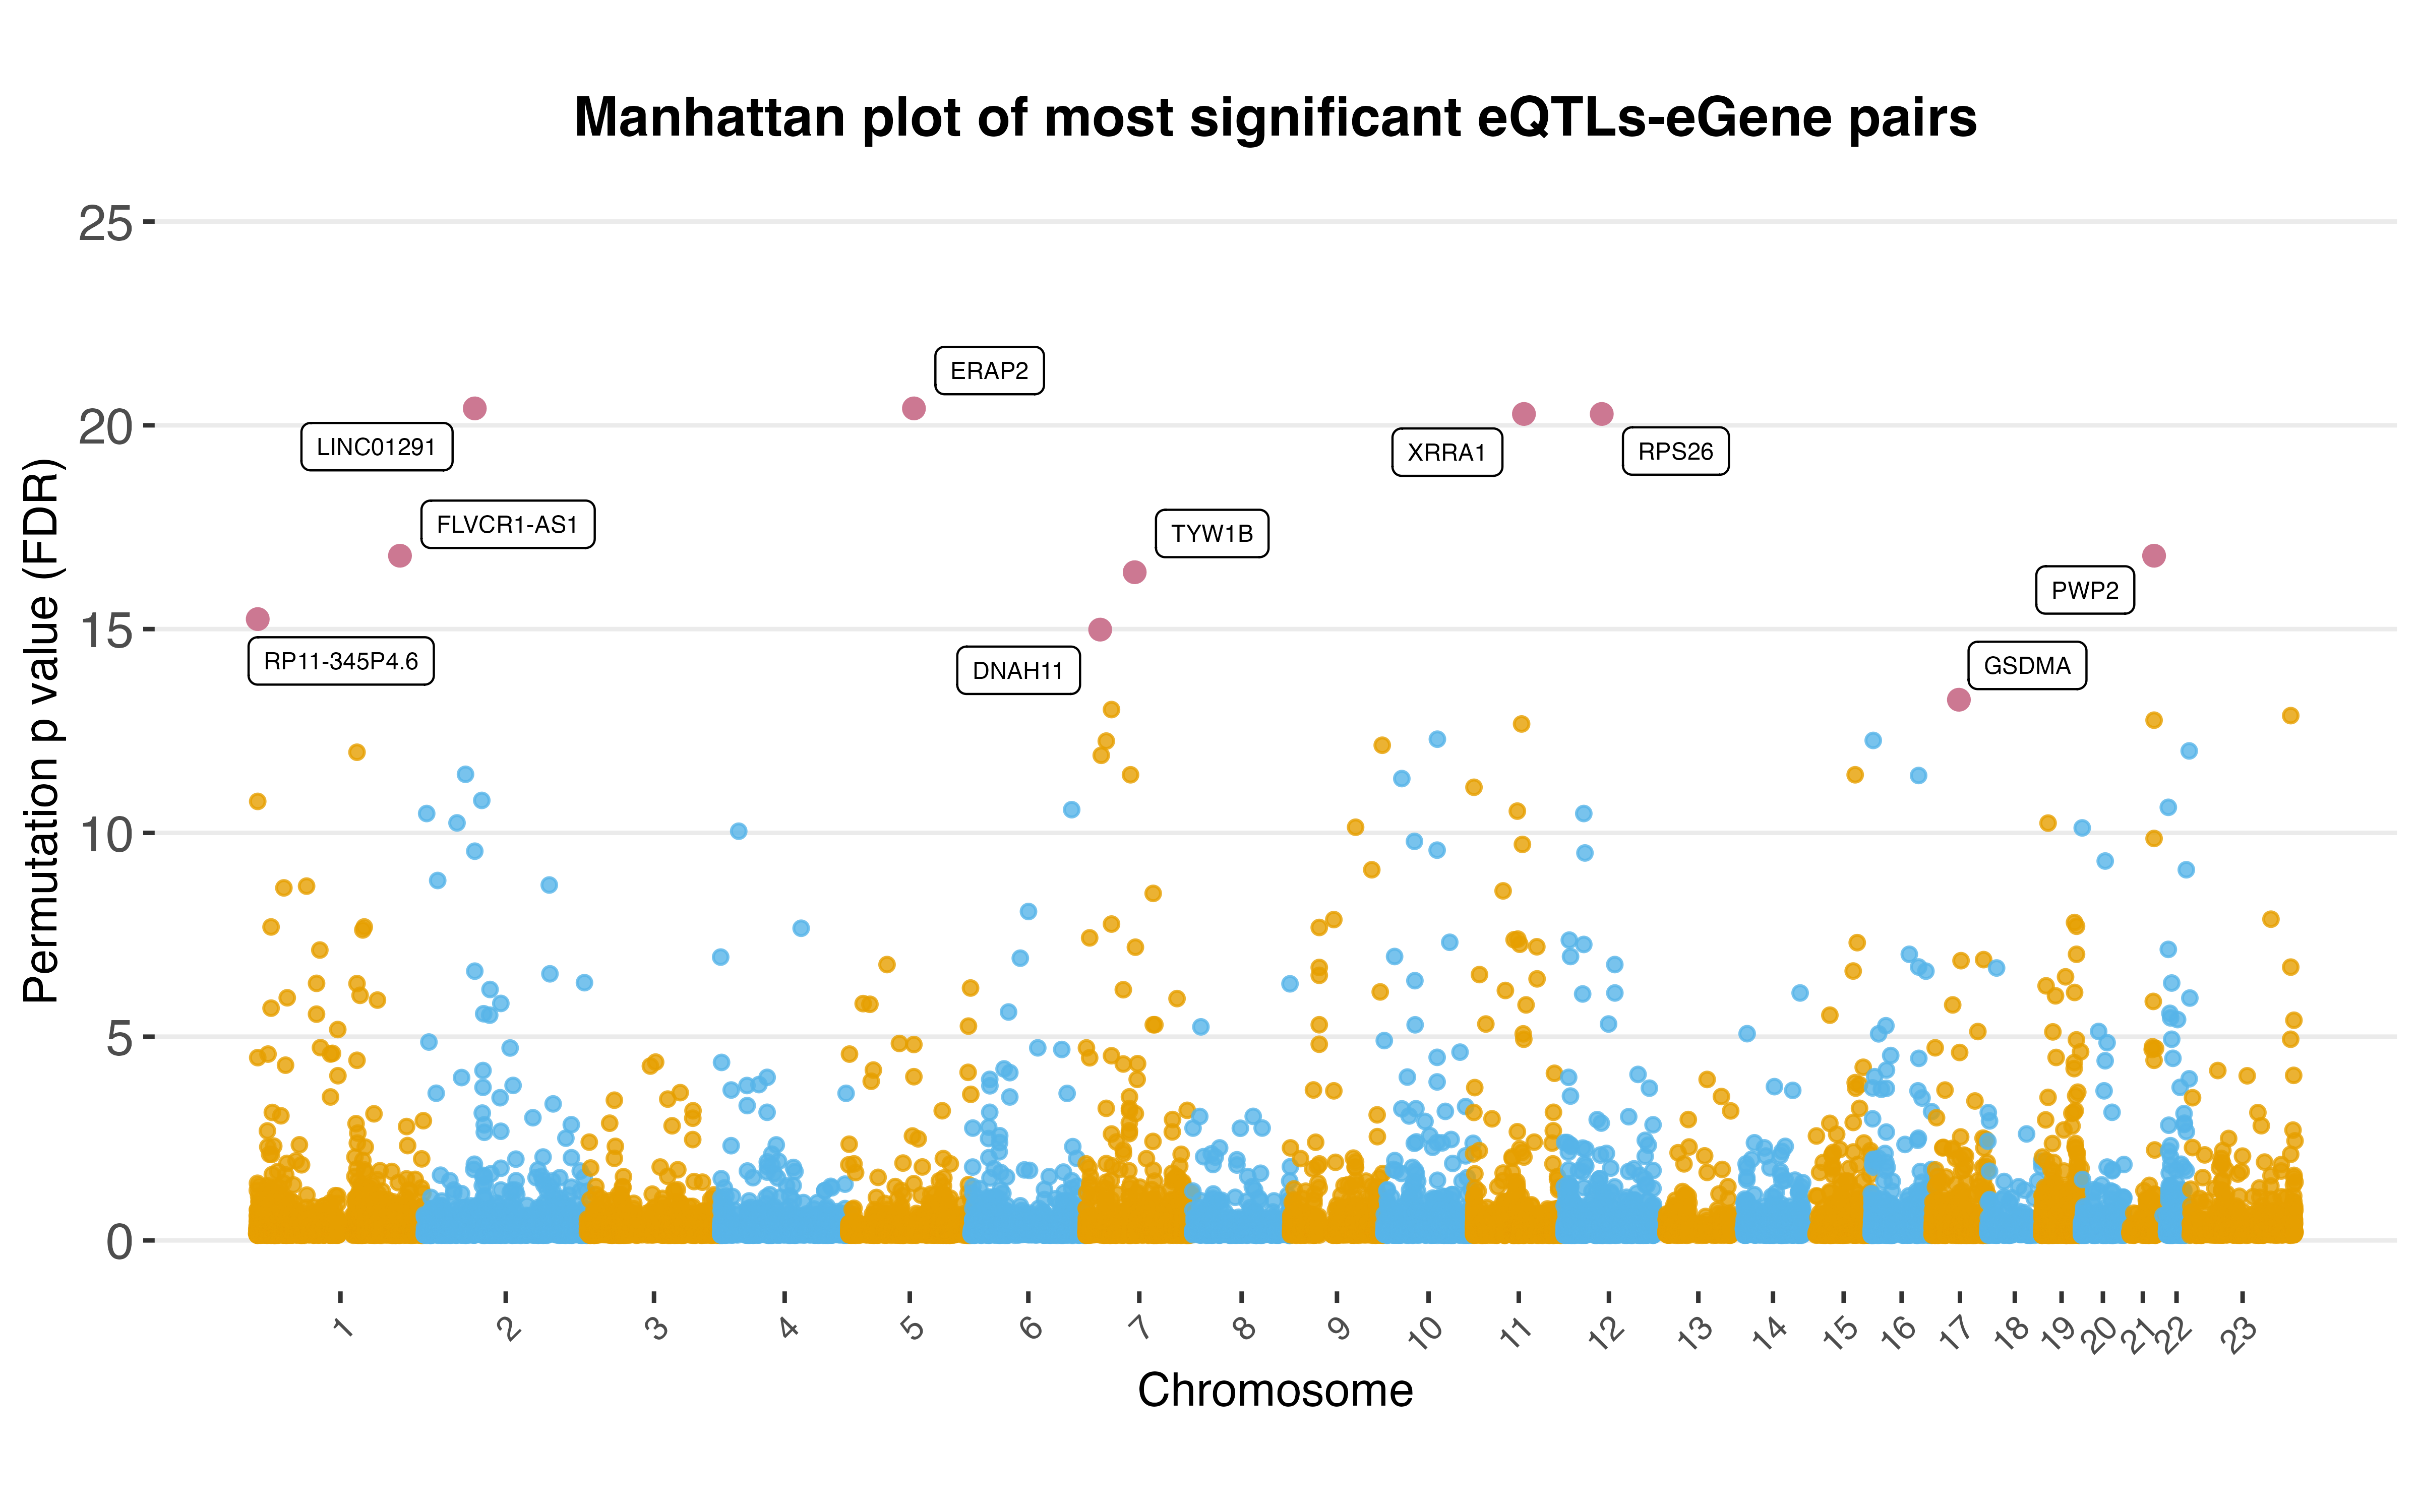 Manhattan plot of most significant eQTLs-eGene pairs
25
20
15
10
5
0
Permutation p value (FDR)
ERAP2
LINC01291
XRRA1
RPS26
FLVCR1-AS1
TYW1B
PWP2
RP11-345P4.6
DNAH11
GSDMA
1 2 3 4 5 6 7 8 9 10 11 12 13 14 15 16 17 18 19 20 21 22 23
Chromosome